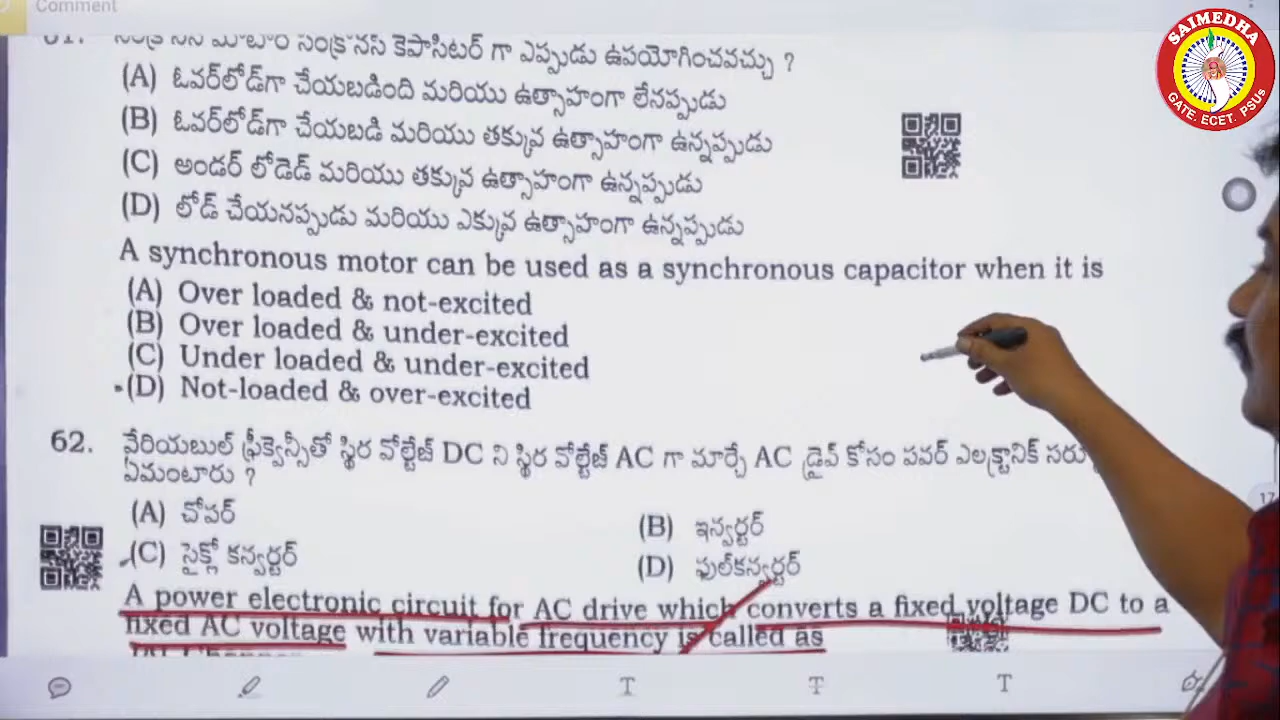 Comment
SAIMEDHA
GATE. ECET. PSUs
61. సింక్రోనస్ మోటార్ సింక్రోనస్ కెపాసిటర్ గా ఎప్పుడు ఉపయోగించవచ్చు ?
(A) ఓవర్‌లోడ్‌గా చేయబడింది మరియు ఉత్సాహంగా లేనప్పుడు
(B) ఓవర్‌లోడ్‌గా చేయబడి మరియు తక్కువ ఉత్సాహంగా ఉన్నప్పుడు
(C) అండర్ లోడెడ్ మరియు తక్కువ ఉత్సాహంగా ఉన్నప్పుడు
(D) లోడ్ చేయనప్పుడు మరియు ఎక్కువ ఉత్సాహంగా ఉన్నప్పుడు
A synchronous motor can be used as a synchronous capacitor when it is
(A) Over loaded & not-excited
(B) Over loaded & under-excited
(C) Under loaded & under-excited
(D) Not-loaded & over-excited
62. వేరియబుల్ ఫ్రీక్వెన్సీతో స్థిర వోల్టేజ్ DC ని స్థిర వోల్టేజ్ AC గా మార్చే AC డ్రైవ్ కోసం పవర్ ఎలక్ట్రానిక్
ఏమంటారు ?
(A) చోపర్
(B) ఇన్వర్టర్
(C) సైక్లో కన్వర్టర్
(D) ఫుల్‌కన్వర్టర్
A power electronic circuit for AC drive which converts a fixed voltage DC to a
fixed AC voltage with variable frequency is called as
17
T T T